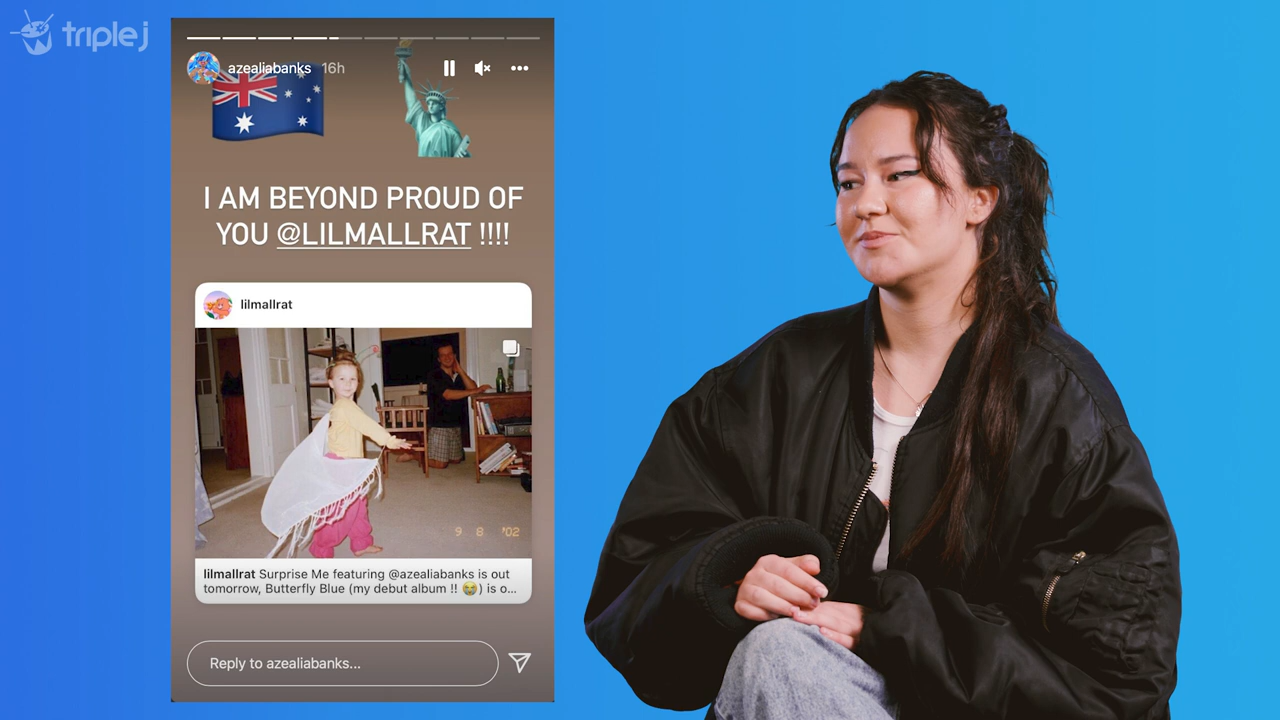 triple j
azealiabanks 16h
I AM BEYOND PROUD OF
YOU @LILMALLRAT !!!!
lilmallrat
9 8 '02
lilmallrat Surprise Me featuring @azealiabanks is out
tomorrow, Butterfly Blue (my debut album !! 😭) is o...
Reply to azealiabanks...